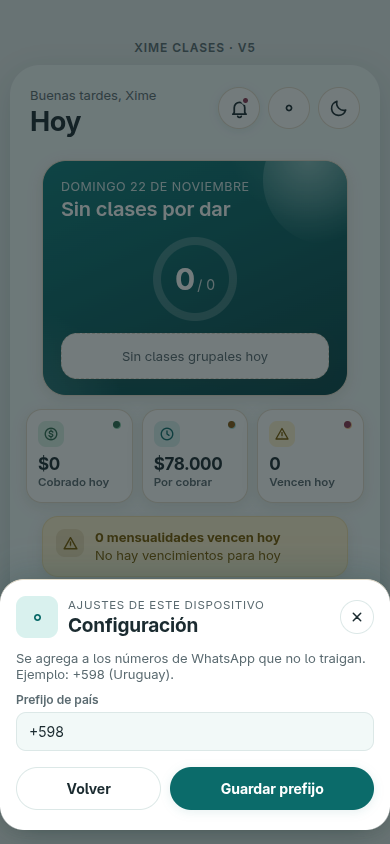 XIME CLASES · V5
Buenas tardes, Xime
Hoy
DOMINGO 22 DE NOVIEMBRE
Sin clases por dar
0 / 0
Sin clases grupales hoy
$0
Cobrado hoy
$78.000
Por cobrar
0
Vencen hoy
0 mensualidades vencen hoy
No hay vencimientos para hoy
AJUSTES DE ESTE DISPOSITIVO
Configuración
Se agrega a los números de WhatsApp que no lo traigan.
Ejemplo: +598 (Uruguay).
Prefijo de país
+598
Volver
Guardar prefijo